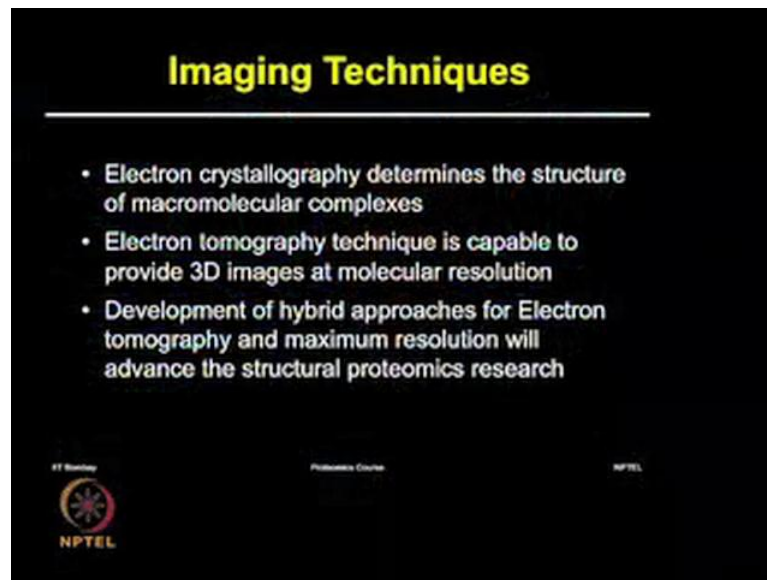 Imaging Techniques
• Electron crystallography determines the structure
of macromolecular complexes
• Electron tomography technique is capable to
provide 3D images at molecular resolution
• Development of hybrid approaches for Electron
tomography and maximum resolution will
advance the structural proteomics research
IIT Bombay Proteomics Course NPTEL
NPTEL